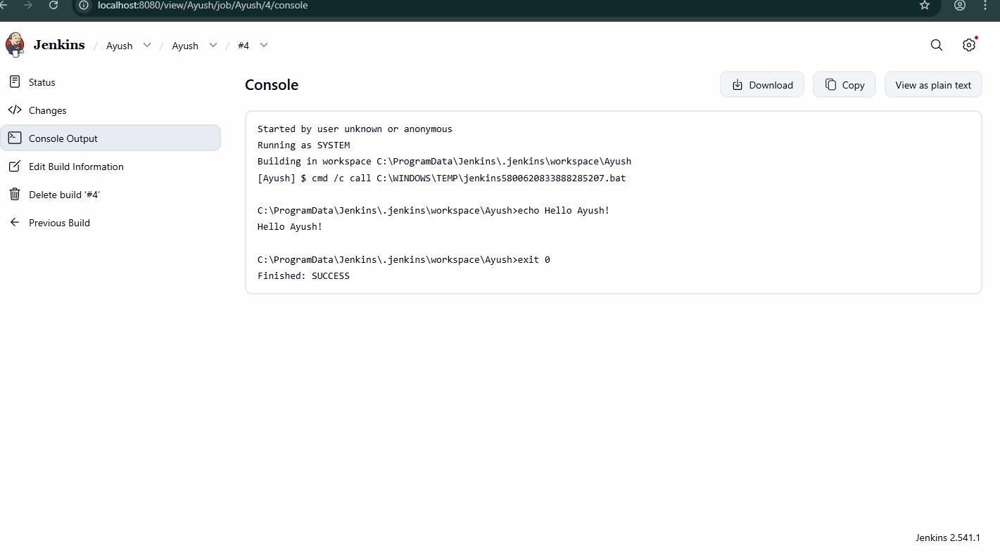 localhost:8080/view/Ayush/job/Ayush/4/console
Jenkins / Ayush / Ayush / #4
Status
Changes
Console Output
Edit Build Information
Delete build ‘#4’
Previous Build
Console
Download
Copy
View as plain text
Started by user unknown or anonymous
Running as SYSTEM
Building in workspace C:\ProgramData\Jenkins\.jenkins\workspace\Ayush
[Ayush] $ cmd /c call C:\WINDOWS\TEMP\jenkins5800620833888285207.bat
C:\ProgramData\Jenkins\.jenkins\workspace\Ayush>echo Hello Ayush!
Hello Ayush!
C:\ProgramData\Jenkins\.jenkins\workspace\Ayush>exit 0
Finished: SUCCESS
Jenkins 2.541.1